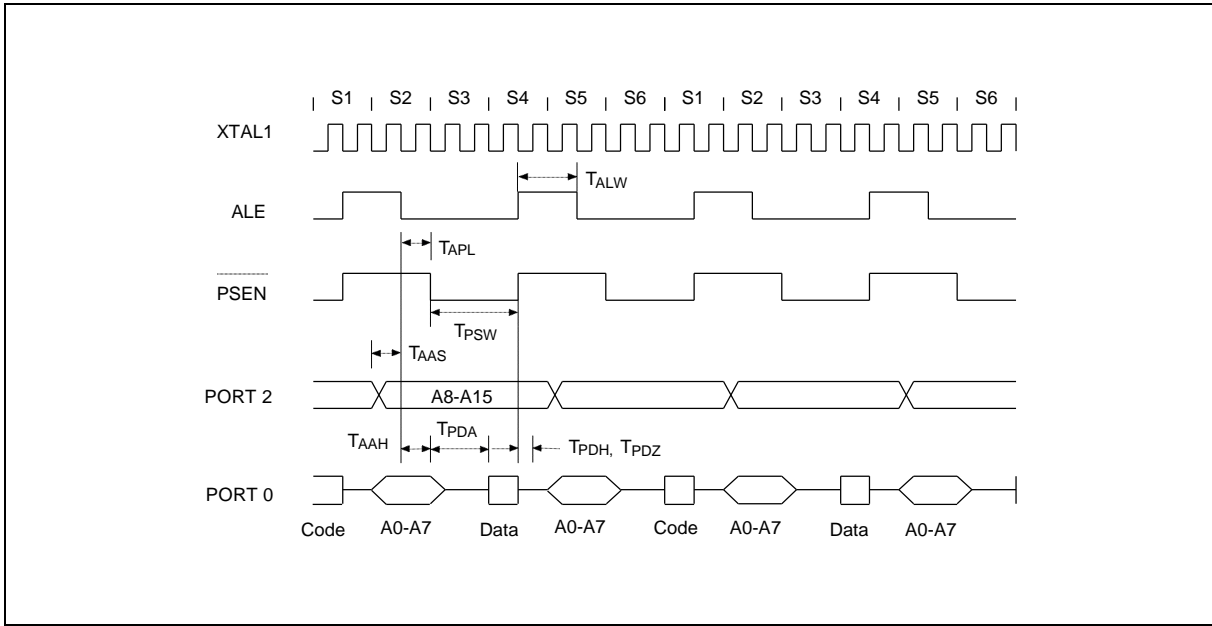 S1 S2 S3 S4 S5 S6 S1 S2 S3 S4 S5 S6
XTAL1
TALW
ALE
TAPL
PSEN
TPSW
TAAS
PORT 2
A8-A15
TAAH TPDA TPDH, TPDZ
PORT 0
Code A0-A7 Data A0-A7 Code A0-A7 Data A0-A7